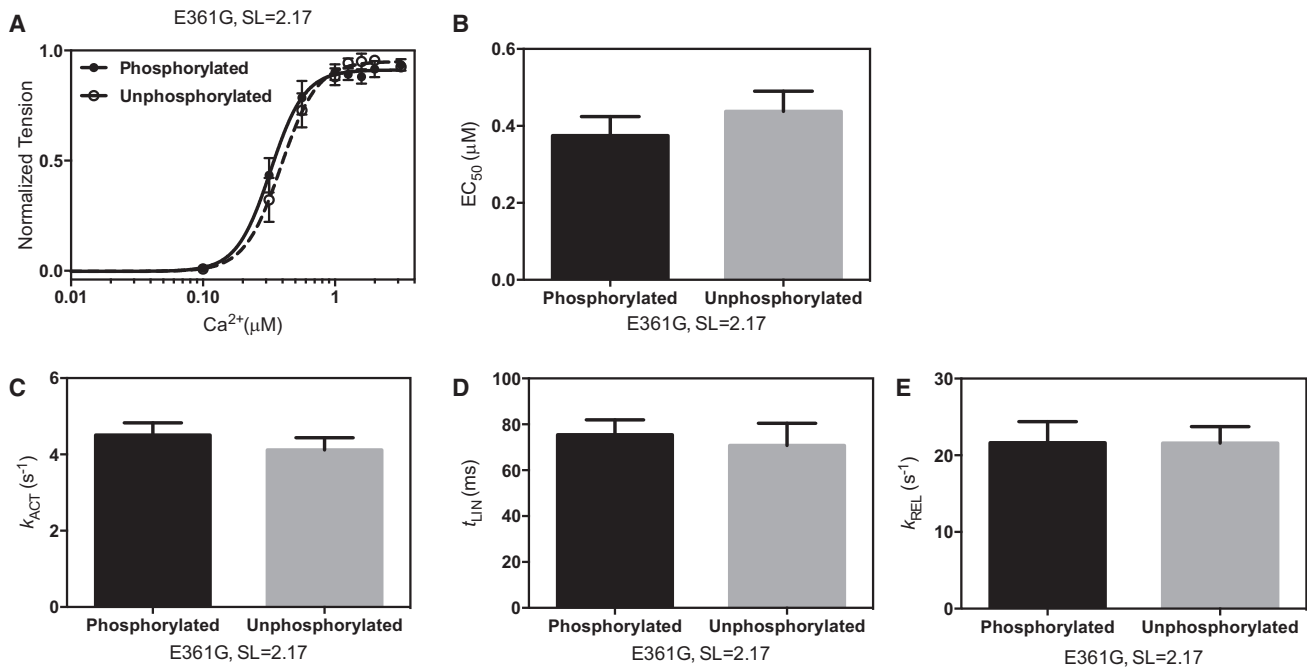 A
E361G, SL=2.17
Normalized Tension
1.0
0.5
0.0
Phosphorylated
Unphosphorylated
0.01
0.10
1
Ca2+(μM)
B
EC50 (μM)
0.6
0.4
0.2
0.0
Phosphorylated Unphosphorylated
E361G, SL=2.17
C
kACT (s-1)
6
4
2
0
Phosphorylated Unphosphorylated
E361G, SL=2.17
D
tLIN (ms)
100
80
60
40
20
0
Phosphorylated Unphosphorylated
E361G, SL=2.17
E
kREL (s-1)
30
20
10
0
Phosphorylated Unphosphorylated
E361G, SL=2.17